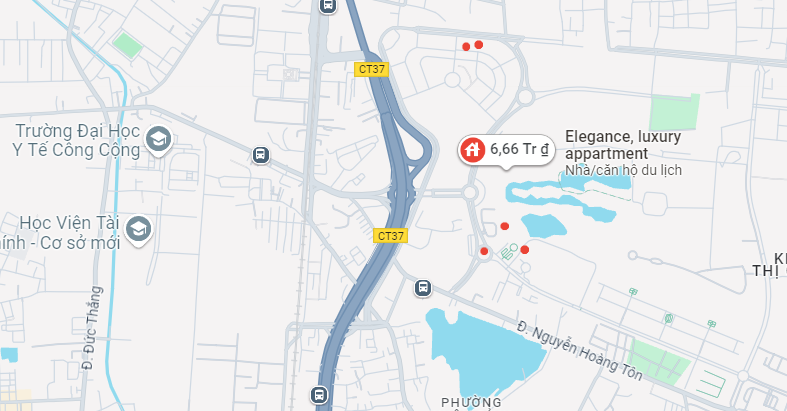 CT37
Trường Đại Học
Y Tế Công Cộng
6,66 Tr ₫
Elegance, luxury
appartment
Nhà/căn hộ du lịch
Học Viện Tài
hính - Cơ sở mới
CT37
THỊ
Đ. Đức Thắng
Đ. Nguyễn Hoàng Tôn
PHƯỜNG